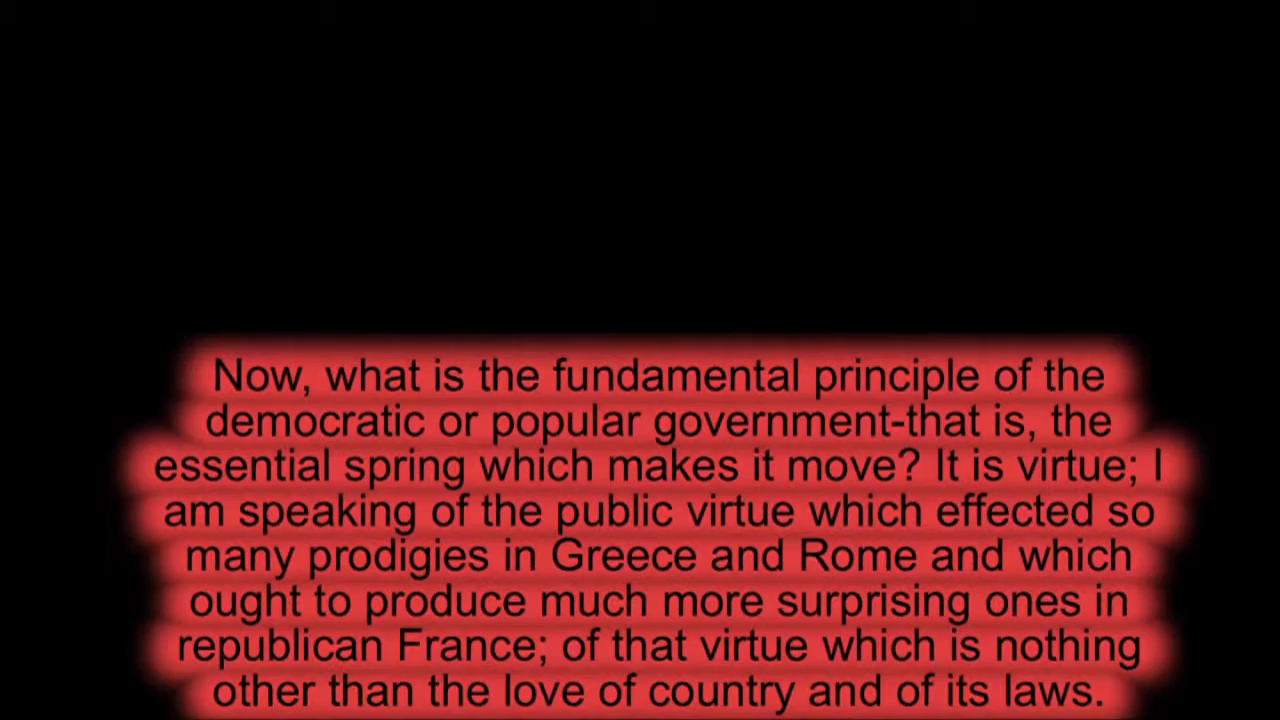 Now, what is the fundamental principle of the
democratic or popular government-that is, the
essential spring which makes it move? It is virtue; I
am speaking of the public virtue which effected so
many prodigies in Greece and Rome and which
ought to produce much more surprising ones in
republican France; of that virtue which is nothing
other than the love of country and of its laws.